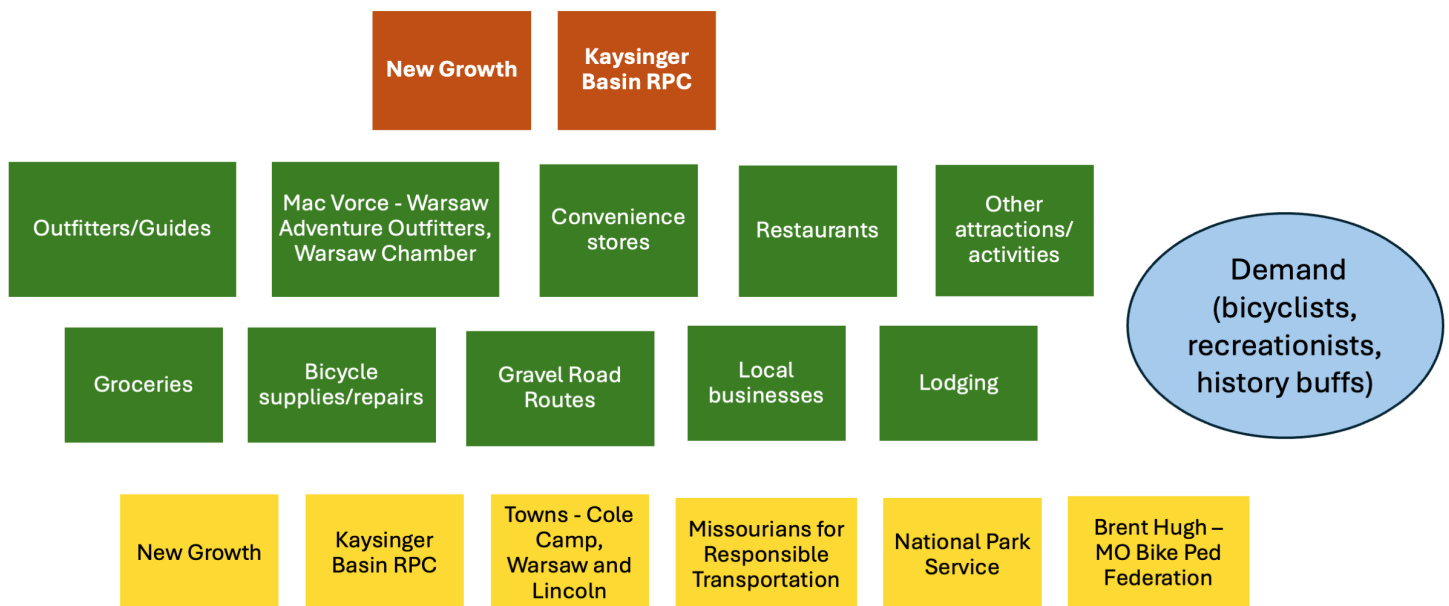 New Growth
Kaysinger
Basin RPC
Outfitters/Guides
Mac Vorce - Warsaw
Adventure Outfitters,
Warsaw Chamber
Convenience
stores
Restaurants
Other
attractions/
activities
Demand
(bicyclists,
recreationists,
history buffs)
Groceries
Bicycle
supplies/repairs
Gravel Road
Routes
Local
businesses
Lodging
New Growth
Kaysinger
Basin RPC
Towns - Cole
Camp,
Warsaw and
Lincoln
Missourians for
Responsible
Transportation
National Park
Service
Brent Hugh –
MO Bike Ped
Federation